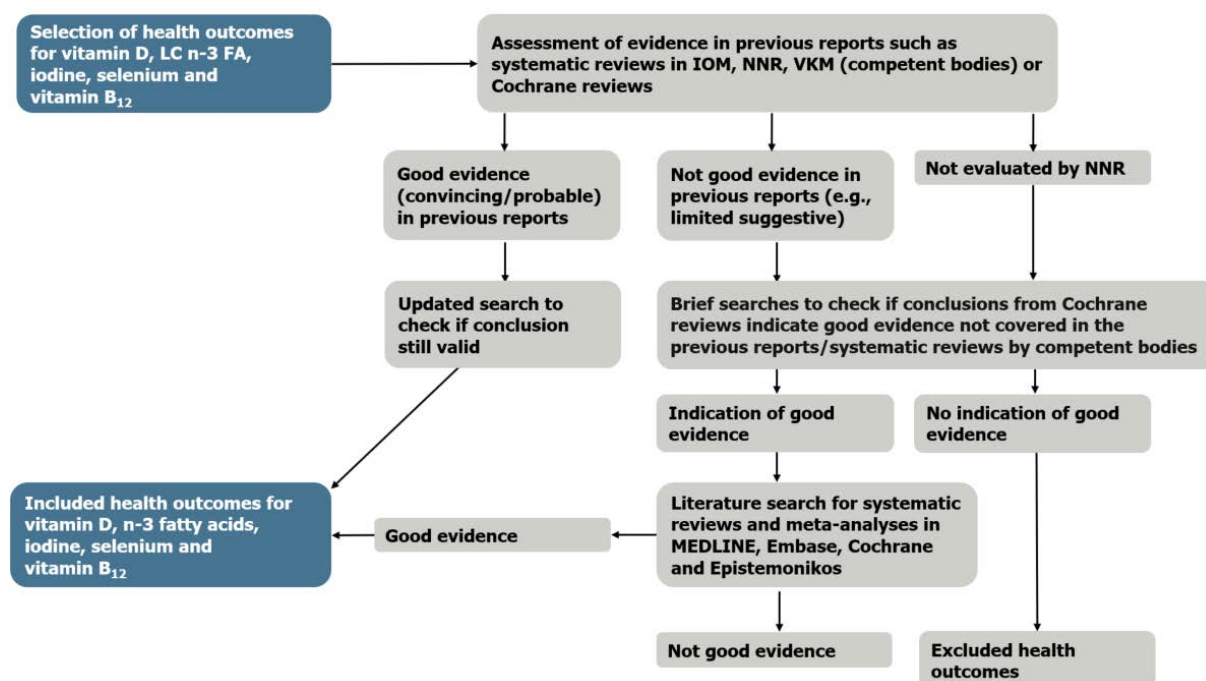 Selection of health outcomes
for vitamin D, LC n-3 FA,
iodine, selenium and
vitamin B₁₂
Assessment of evidence in previous reports such as
systematic reviews in IOM, NNR, VKM (competent bodies) or
Cochrane reviews
Good evidence
(convincing/probable)
in previous reports
Not good evidence in
previous reports (e.g.,
limited suggestive)
Not evaluated by NNR
Updated search to
check if conclusion
still valid
Brief searches to check if conclusions from Cochrane
reviews indicate good evidence not covered in the
previous reports/systematic reviews by competent bodies
Indication of good
evidence
No indication of good
evidence
Included health outcomes for
vitamin D, n-3 fatty acids,
iodine, selenium and
vitamin B₁₂
Good evidence
Literature search for systematic
reviews and meta-analyses in
MEDLINE, Embase, Cochrane
and Epistemonikos
Not good evidence
Excluded health
outcomes